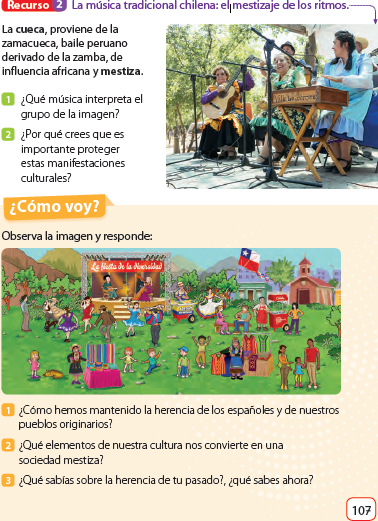 Recurso 2 La música tradicional chilena: el mestizaje de los ritmos.
La cueca, proviene de la
zamacueca, baile peruano
derivado de la zamba, de
influencia africana y mestiza.
1 ¿Qué música interpreta el
grupo de la imagen?
2 ¿Por qué crees que es
importante proteger
estas manifestaciones
culturales?
¿Cómo voy?
Observa la imagen y responde:
La fiesta de la diversidad
1 ¿Cómo hemos mantenido la herencia de los españoles y de nuestros
pueblos originarios?
2 ¿Qué elementos de nuestra cultura nos convierte en una
sociedad mestiza?
3 ¿Qué sabías sobre la herencia de tu pasado?, ¿qué sabes ahora?
107